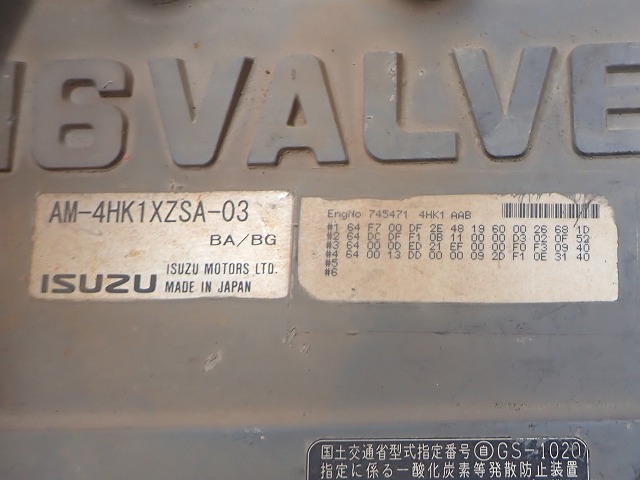 16VALVE
AM-4HK1XZSA-03
BA/BG
ISUZU
ISUZU MOTORS LTD.
MADE IN JAPAN
EngNo 745471 4HK1 AAB
#1 64 F7 00 DF 2E 48 19 60 00 26 68 1D
#2 64 DC DF F1 0B 11 00 00 D3 02 0F 52
#3 64 00 0D ED 21 EF 00 00 F0 F3 09 40
#4 64 00 13 DD 00 00 09 2D F1 0E 31 40
#5
#6
国土交通省型式指定番号 自 GS-1020
指定に係る一酸化炭素等発散防止装置